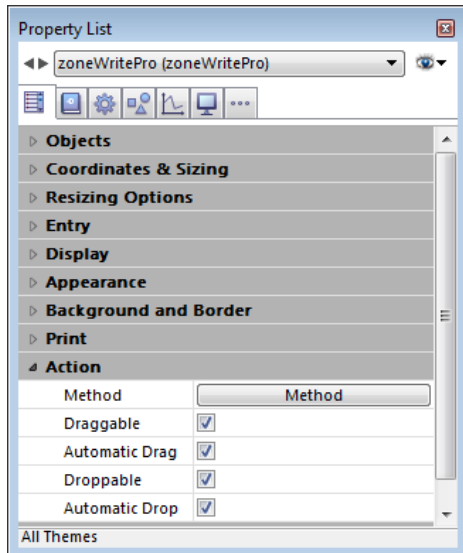 Property List
zoneWritePro (zoneWritePro)
Objects
Coordinates & Sizing
Resizing Options
Entry
Display
Appearance
Background and Border
Print
Action
Method Method
Draggable
Automatic Drag
Droppable
Automatic Drop
All Themes